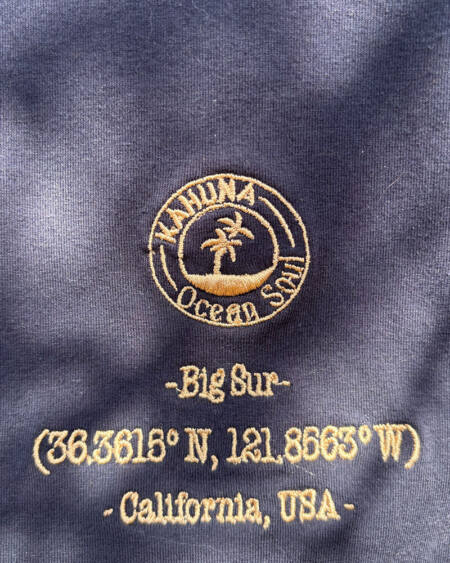 KAHUNA
Ocean Soul
-Big Sur-
(36.3615° N, 121.8563° W)
- California, USA -